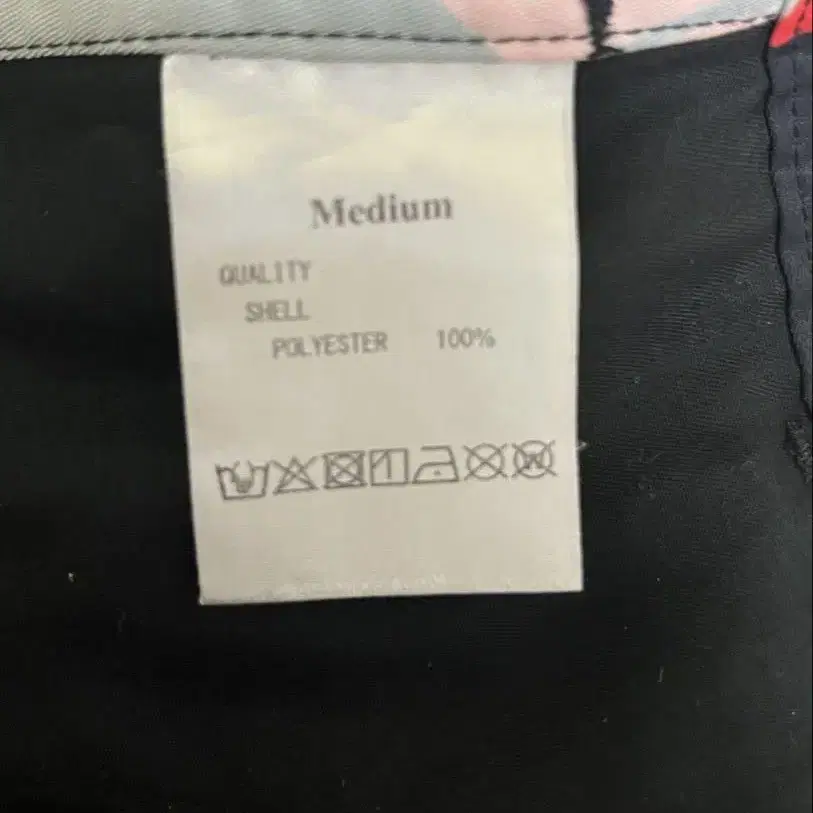 Medium
QUALITY
SHELL
POLYESTER 100%
W